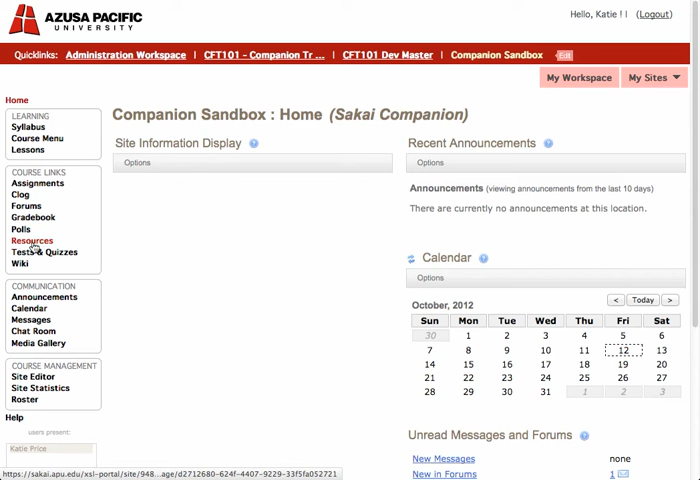 AZUSA PACIFIC
UNIVERSITY
Hello, Katie ! | (Logout)
Quicklinks: Administration Workspace CFT101 - Companion Tr ... CFT101 Dev Master Companion Sandbox Edit
My Workspace My Sites
Home
LEARNING
Syllabus
Course Menu
Lessons
COURSE LINKS
Assignments
Clog
Forums
Gradebook
Polls
Resources
Tests & Quizzes
Wiki
COMMUNICATION
Announcements
Calendar
Messages
Chat Room
Media Gallery
COURSE MANAGEMENT
Site Editor
Site Statistics
Roster
Help
users present:
Katie Price
Companion Sandbox : Home (Sakai Companion)
Site Information Display ?
Options
Recent Announcements ?
Options
Announcements (viewing announcements from the last 10 days)
There are currently no announcements at this location.
Calendar ?
Options
October, 2012 < Today >
Sun Mon Tue Wed Thu Fri Sat
30 1 2 3 4 5 6
7 8 9 10 11 12 13
14 15 16 17 18 19 20
21 22 23 24 25 26 27
28 29 30 31 1 2 3
Unread Messages and Forums ?
New Messages none
New in Forums 1
https://sakai.apu.edu/xsl-portal/site/948...age/d2712680-624f-4407-9229-33f5fa052721